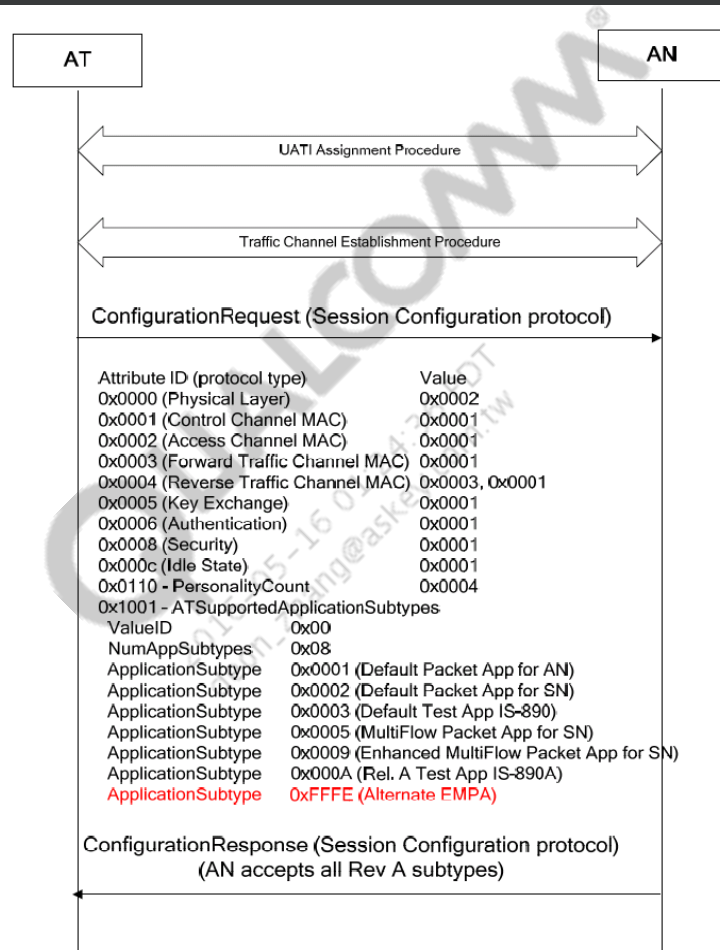 AT
AN
UATI Assignment Procedure
Traffic Channel Establishment Procedure
ConfigurationRequest (Session Configuration protocol)
Attribute ID (protocol type) Value
0x0000 (Physical Layer) 0x0002
0x0001 (Control Channel MAC) 0x0001
0x0002 (Access Channel MAC) 0x0001
0x0003 (Forward Traffic Channel MAC) 0x0001
0x0004 (Reverse Traffic Channel MAC) 0x0003, 0x0001
0x0005 (Key Exchange) 0x0001
0x0006 (Authentication) 0x0001
0x0008 (Security) 0x0001
0x000c (Idle State) 0x0001
0x0110 - PersonalityCount 0x0004
0x1001 - ATSupportedApplicationSubtypes
ValueID 0x00
NumAppSubtypes 0x08
ApplicationSubtype 0x0001 (Default Packet App for AN)
ApplicationSubtype 0x0002 (Default Packet App for SN)
ApplicationSubtype 0x0003 (Default Test App IS-890)
ApplicationSubtype 0x0005 (MultiFlow Packet App for SN)
ApplicationSubtype 0x0009 (Enhanced MultiFlow Packet App for SN)
ApplicationSubtype 0x000A (Rel. A Test App IS-890A)
ApplicationSubtype 0xFFFE (Alternate EMPA)
ConfigurationResponse (Session Configuration protocol)
(AN accepts all Rev A subtypes)
QUALCOMM®